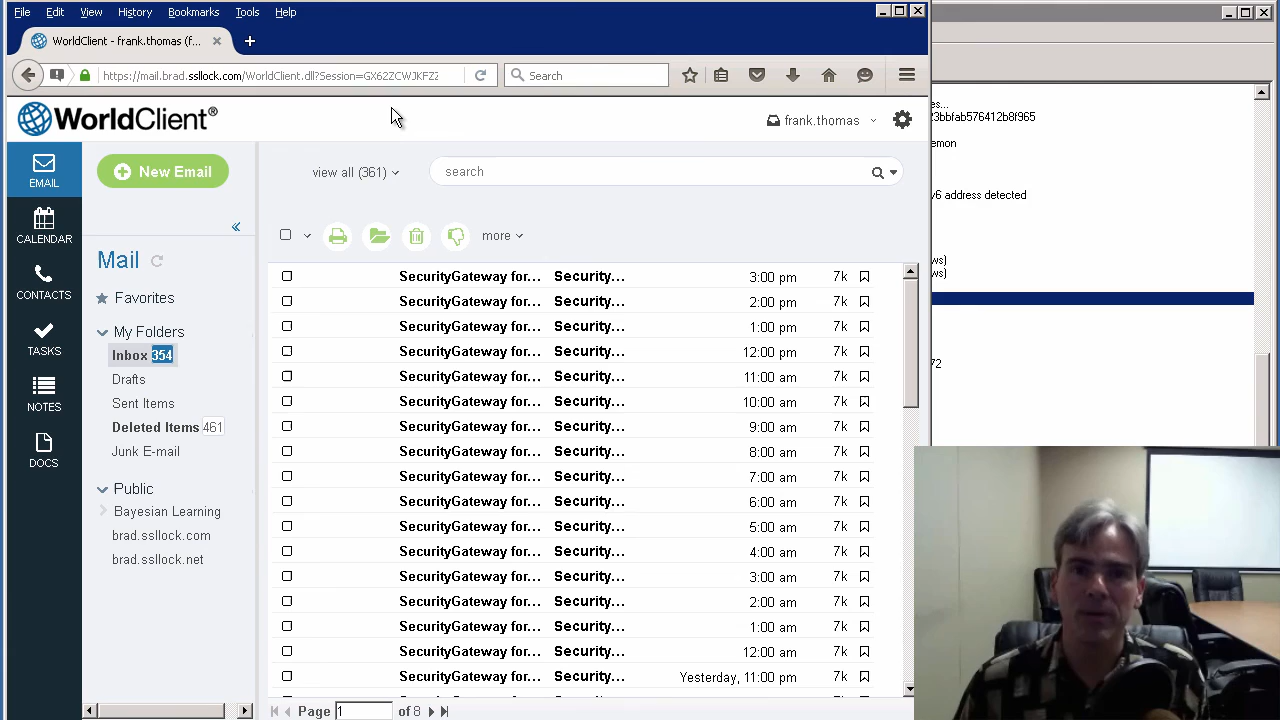 File Edit View History Bookmarks Tools Help
WorldClient - frank.thomas (f...
https://mail.brad.ssllock.com/WorldClient.dll?Session=GX62ZCWJKFZ2
Search
WorldClient®
frank.thomas
EMAIL
CALENDAR
CONTACTS
TASKS
NOTES
DOCS
New Email
Mail
Favorites
My Folders
Inbox 354
Drafts
Sent Items
Deleted Items 461
Junk E-mail
Public
Bayesian Learning
brad.ssllock.com
brad.ssllock.net
view all (361)
search
more
SecurityGateway for... Security... 3:00 pm 7k
SecurityGateway for... Security... 2:00 pm 7k
SecurityGateway for... Security... 1:00 pm 7k
SecurityGateway for... Security... 12:00 pm 7k
SecurityGateway for... Security... 11:00 am 7k
SecurityGateway for... Security... 10:00 am 7k
SecurityGateway for... Security... 9:00 am 7k
SecurityGateway for... Security... 8:00 am 7k
SecurityGateway for... Security... 7:00 am 7k
SecurityGateway for... Security... 6:00 am 7k
SecurityGateway for... Security... 5:00 am 7k
SecurityGateway for... Security... 4:00 am 7k
SecurityGateway for... Security... 3:00 am 7k
SecurityGateway for... Security... 2:00 am 7k
SecurityGateway for... Security... 1:00 am 7k
SecurityGateway for... Security... 12:00 am 7k
SecurityGateway for... Security... Yesterday, 11:00 pm 7k
Page 1 of 8
es...
3bbfab576412b8f965
emon
v6 address detected
ws)
ws)
72